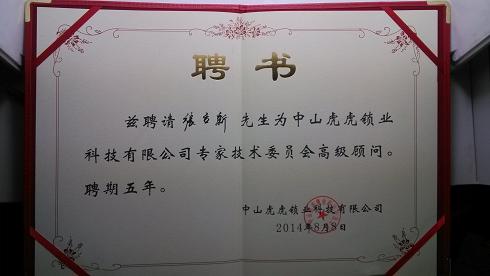 聘书
兹聘请张多新 先生为中山虎虎锁业
科技有限公司专家技术委员会高级顾问。
聘期五年。
中山虎虎锁业科技有限公司
2014年8月8日